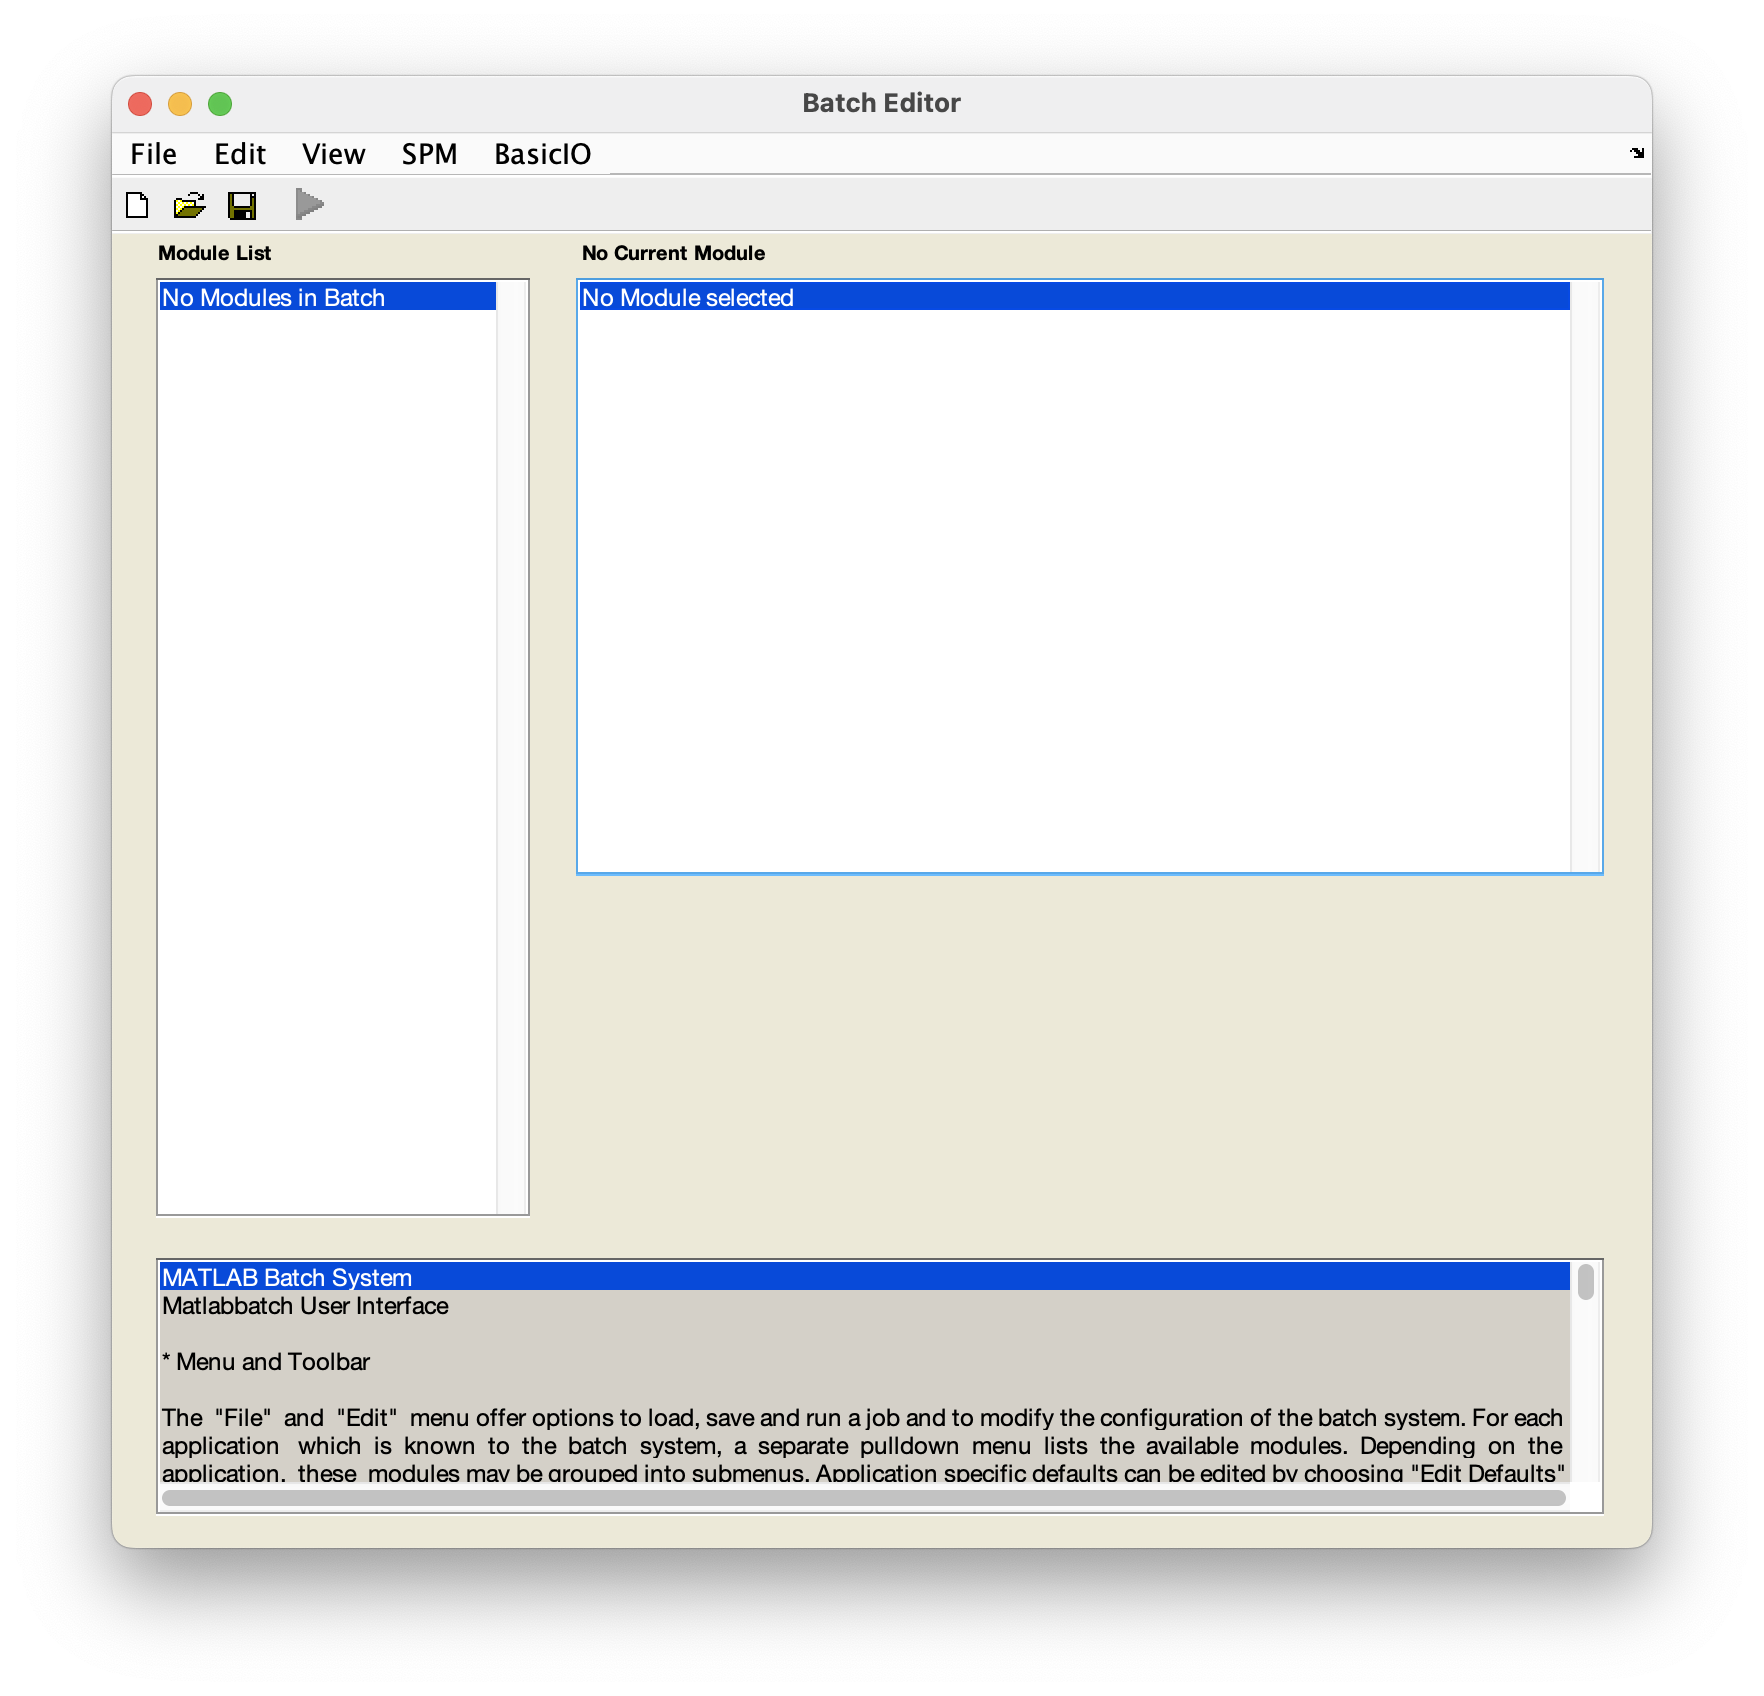 Batch Editor
File Edit View SPM BasicIO
Module List
No Current Module
No Modules in Batch
No Module selected
MATLAB Batch System
Matlabbatch User Interface
* Menu and Toolbar
The "File" and "Edit" menu offer options to load, save and run a job and to modify the configuration of the batch system. For each
application which is known to the batch system, a separate pulldown menu lists the available modules. Depending on the
application, these modules may be grouped into submenus. Application specific defaults can be edited by choosing "Edit Defaults"